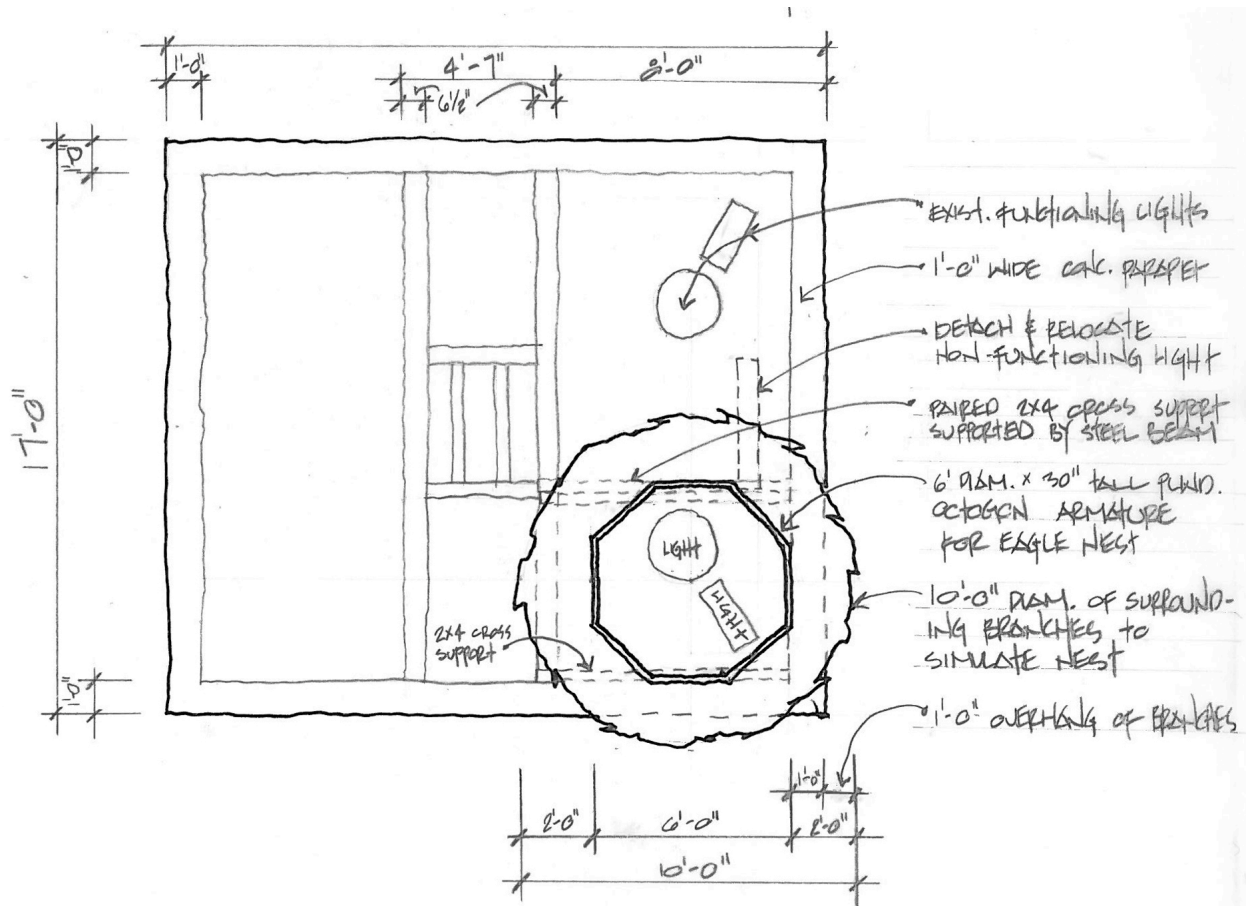 1'-0"
4'-7"
8'-0"
6½"
1'-0"
17'-0"
1'-0"
EXIST. FUNCTIONING LIGHTS
1'-0" WIDE CONC. PARAPET
DETACH & RELOCATE
NON-FUNCTIONING LIGHT
PAIRED 2X4 CROSS SUPPORT
SUPPORTED BY STEEL BEAM
6' DIAM. x 30" TALL PLWD.
OCTOGON ARMATURE
FOR EAGLE NEST
LIGHT
LIGHT
2X4 CROSS
SUPPORT
10'-0" DIAM. OF SURROUND-
ING BRANCHES TO
SIMULATE NEST
1'-0" OVERHANG OF BRANCHES
1'-0"
2'-0"
6'-0"
2'-0"
10'-0"